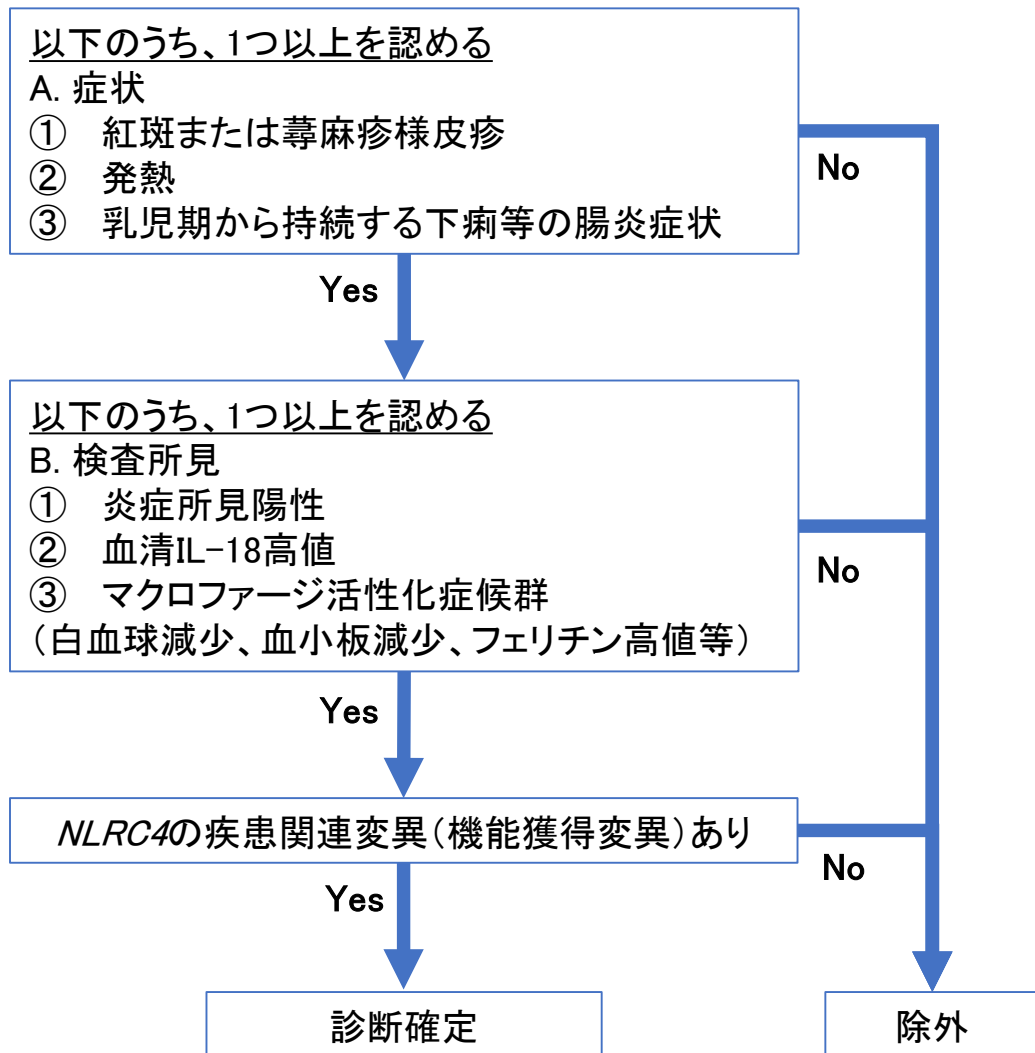 以下のうち、1つ以上を認める
A. 症状
① 紅斑または蕁麻疹様皮疹
② 発熱
③ 乳児期から持続する下痢等の腸炎症状
No
Yes
以下のうち、1つ以上を認める
B. 検査所見
① 炎症所見陽性
② 血清IL-18高値
③ マクロファージ活性化症候群
（白血球減少、血小板減少、フェリチン高値等）
No
Yes
NLRC4の疾患関連変異（機能獲得変異）あり
No
Yes
診断確定
除外